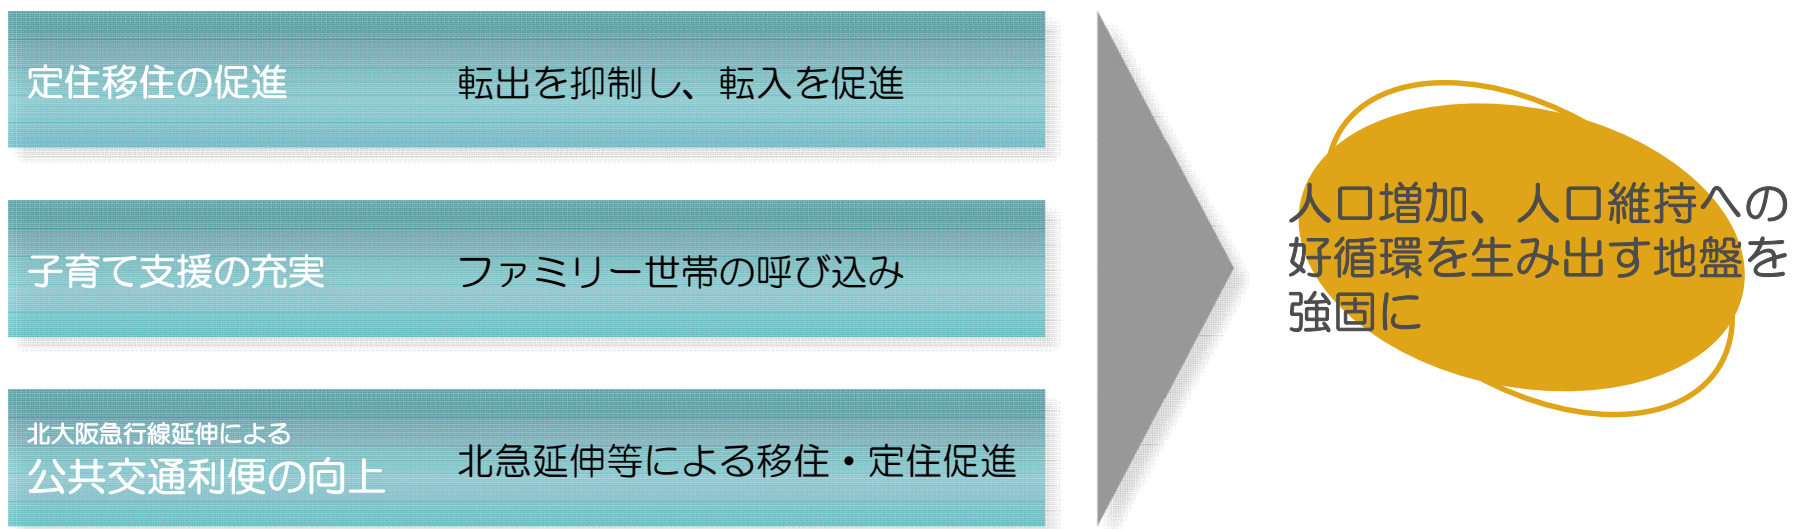 定住移住の促進
転出を抑制し、転入を促進
子育て支援の充実
ファミリー世帯の呼び込み
北大阪急行線延伸による
公共交通利便の向上
北急延伸等による移住・定住促進
人口増加、人口維持への
好循環を生み出す地盤を
強固に